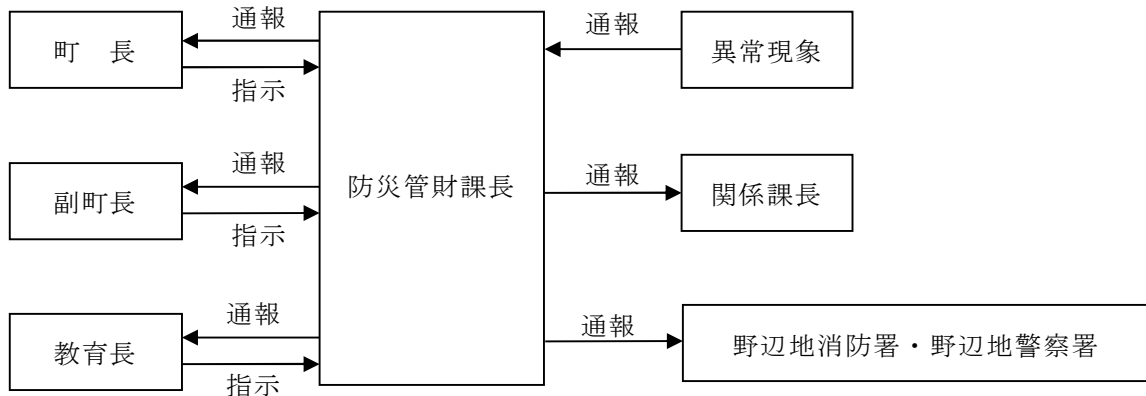 通報
町　長
指示
通報
副町長
指示
通報
教育長
指示
防災管財課長
通報
異常現象
通報
関係課長
通報
野辺地消防署・野辺地警察署